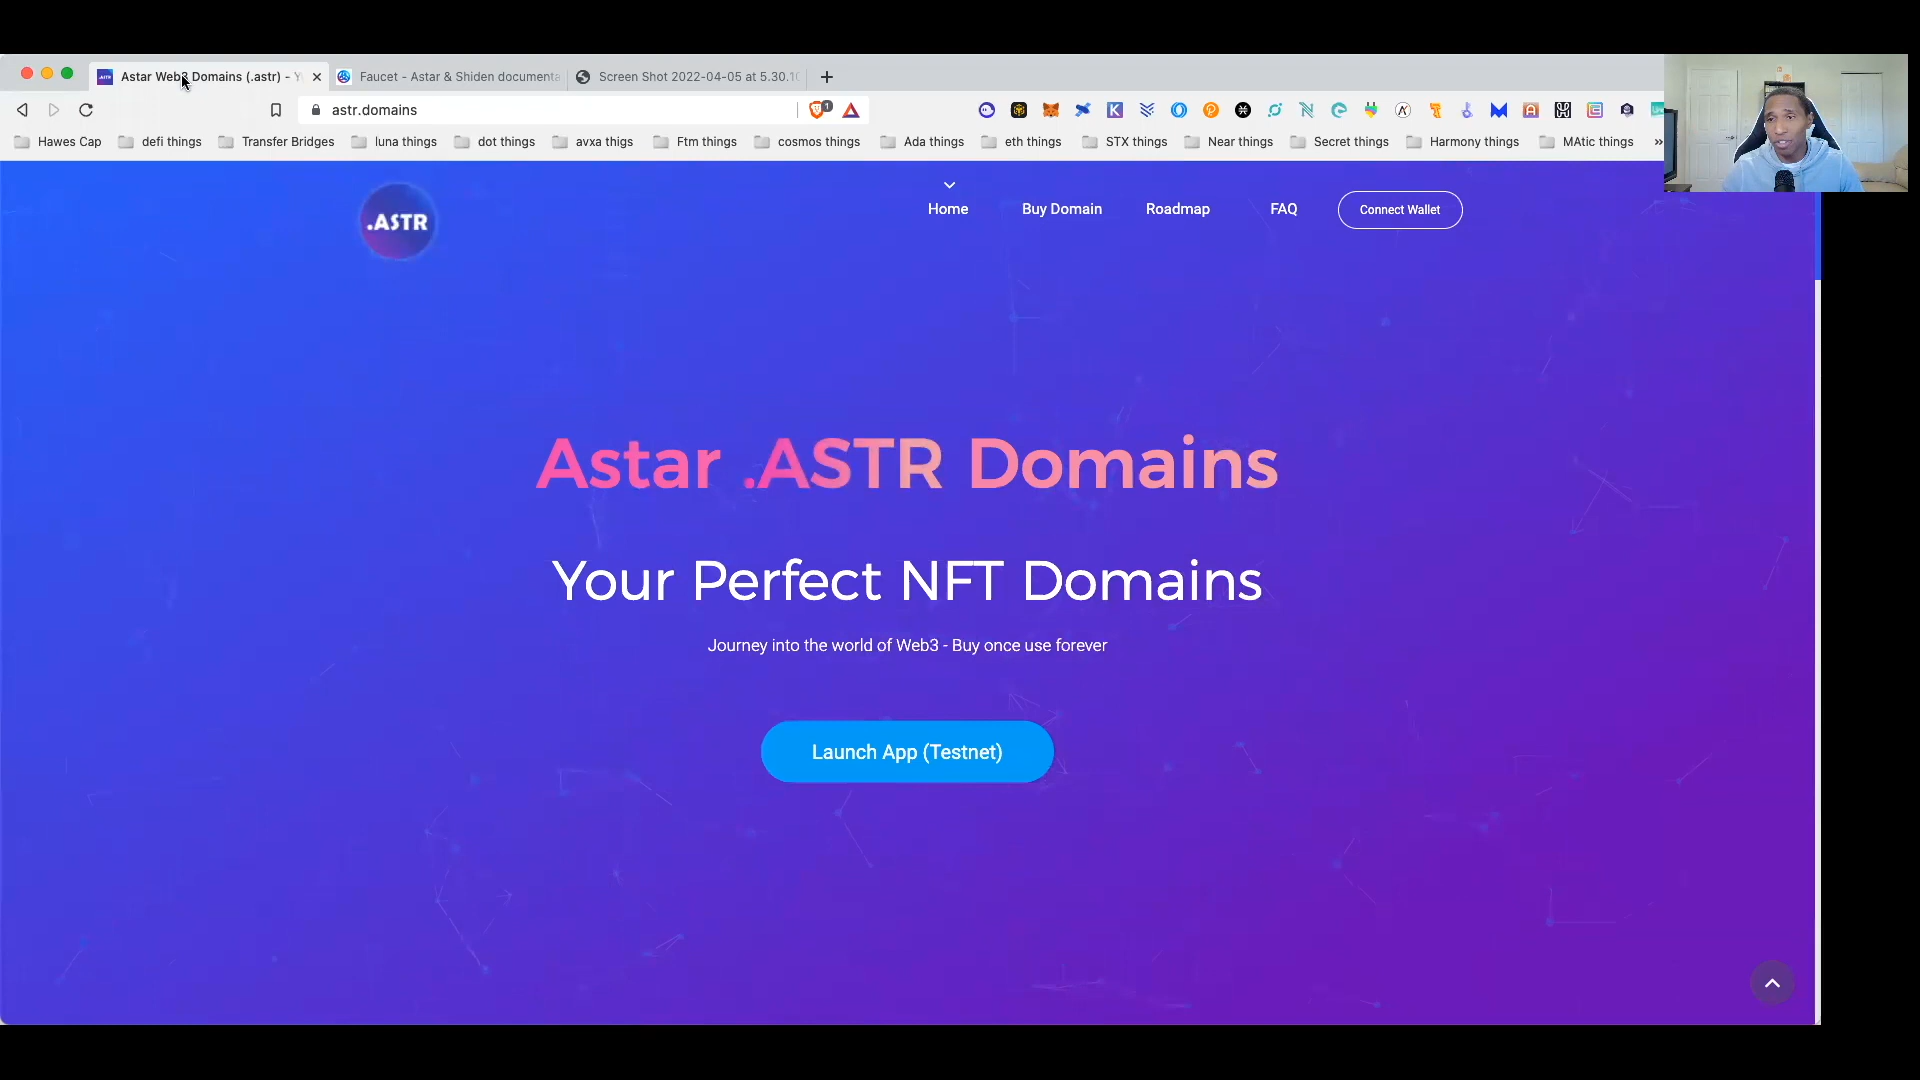 Astar Web3 Domains (.astr) - Y
Faucet - Astar & Shiden documenta
Screen Shot 2022-04-05 at 5.30.10
astr.domains
1
Hawes Cap
defi things
Transfer Bridges
luna things
dot things
avxa thigs
Ftm things
cosmos things
Ada things
eth things
STX things
Near things
Secret things
Harmony things
MAtic things
»
.ASTR
Home
Buy Domain
Roadmap
FAQ
Connect Wallet
Astar .ASTR Domains
Your Perfect NFT Domains
Journey into the world of Web3 - Buy once use forever
Launch App (Testnet)